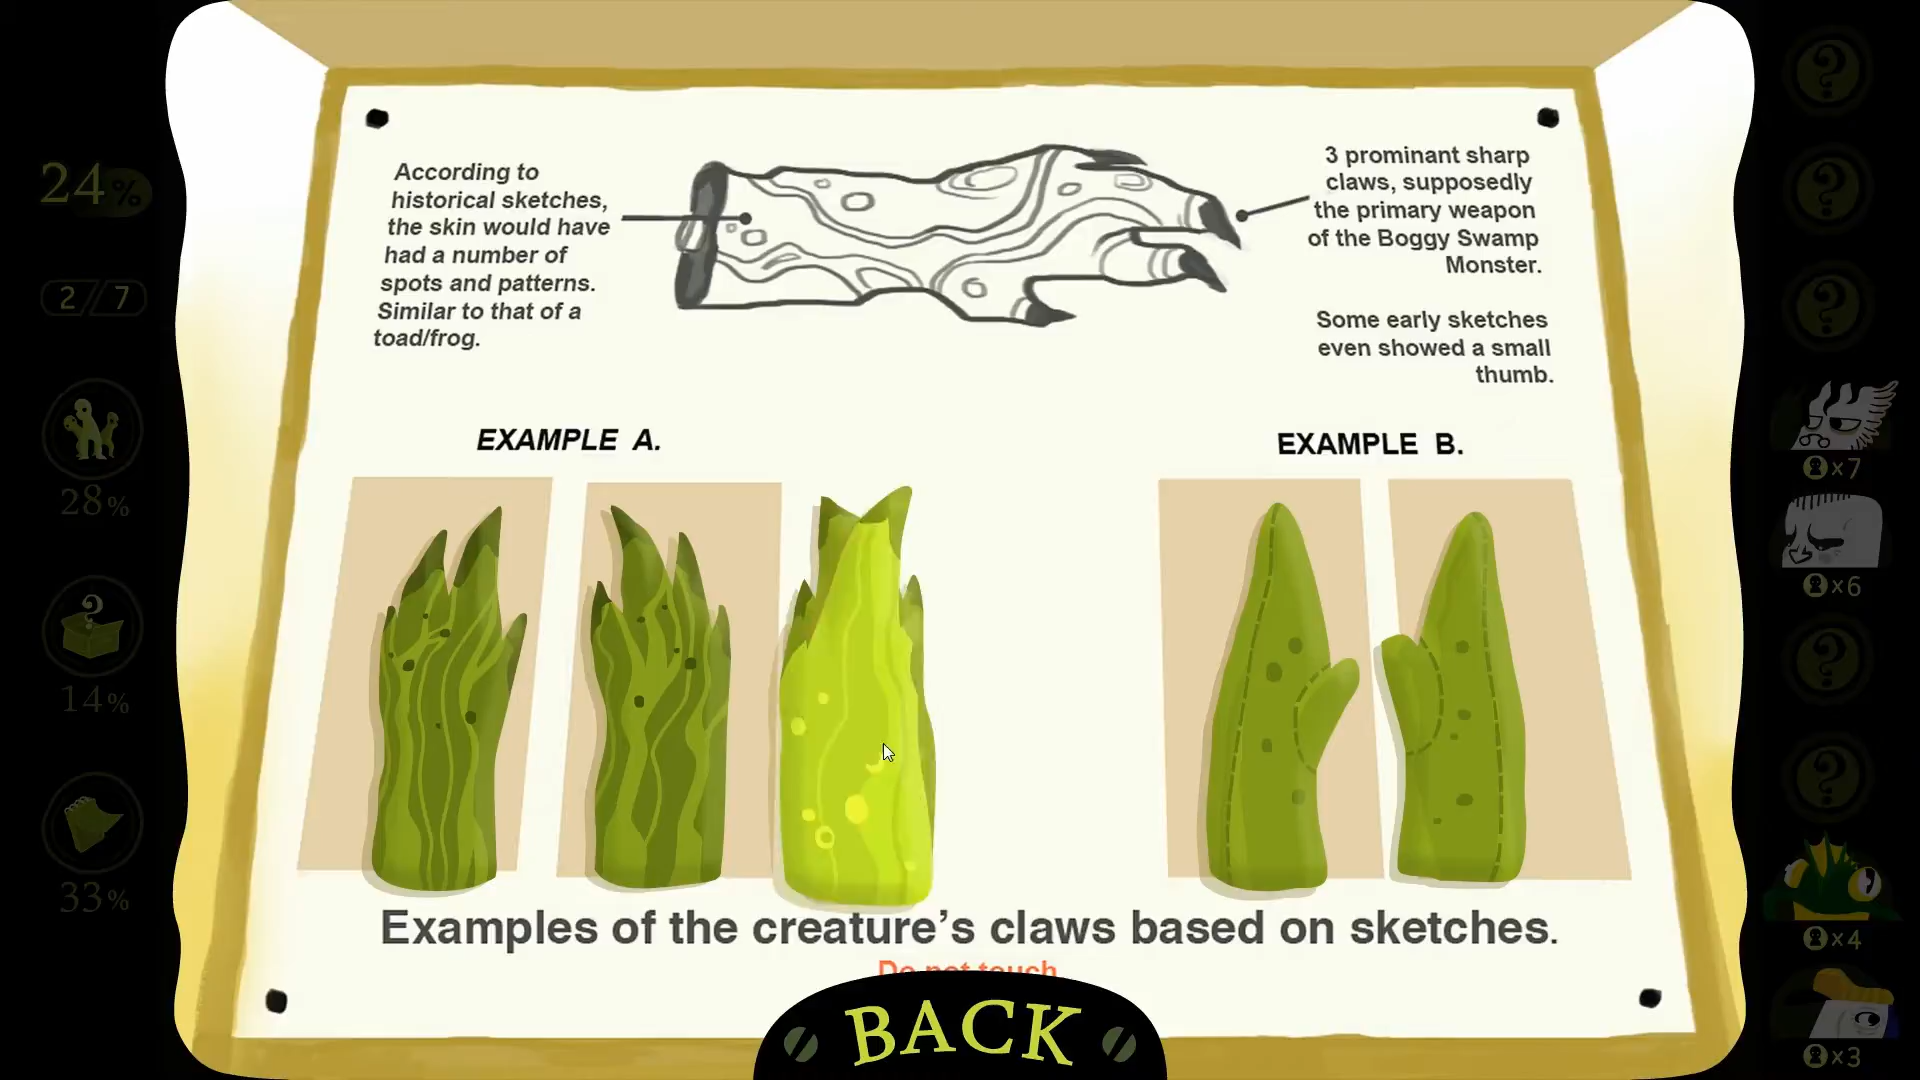 According to
historical sketches,
the skin would have
had a number of
spots and patterns.
Similar to that of a
toad/frog.
3 prominant sharp
claws, supposedly
the primary weapon
of the Boggy Swamp
Monster.
Some early sketches
even showed a small
thumb.
EXAMPLE A.
EXAMPLE B.
Examples of the creature’s claws based on sketches.
Do not touch
BACK
24%
2/7
28%
14%
33%
?
?
?
x7
x6
?
?
x4
x3